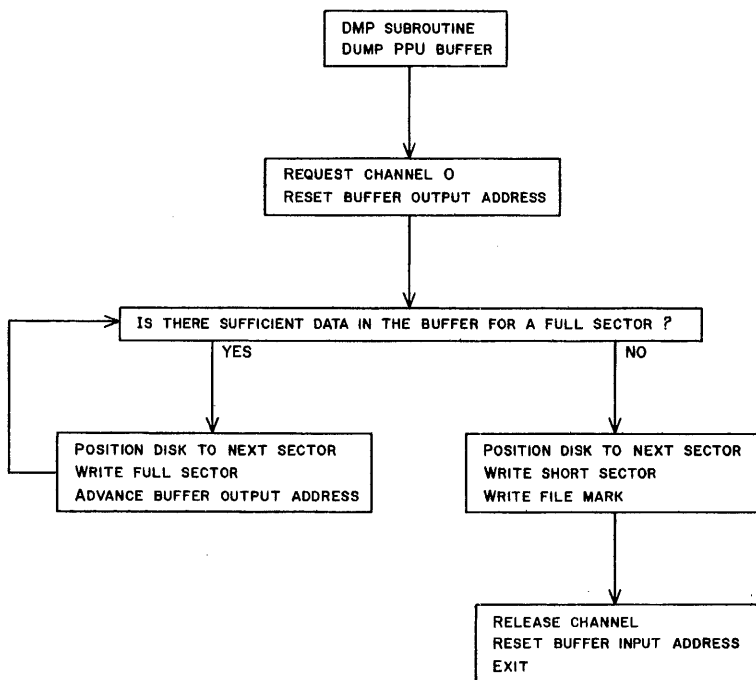 DMP SUBROUTINE
DUMP PPU BUFFER
REQUEST CHANNEL 0
RESET BUFFER OUTPUT ADDRESS
IS THERE SUFFICIENT DATA IN THE BUFFER FOR A FULL SECTOR ?
YES
NO
POSITION DISK TO NEXT SECTOR
WRITE FULL SECTOR
ADVANCE BUFFER OUTPUT ADDRESS
POSITION DISK TO NEXT SECTOR
WRITE SHORT SECTOR
WRITE FILE MARK
RELEASE CHANNEL
RESET BUFFER INPUT ADDRESS
EXIT